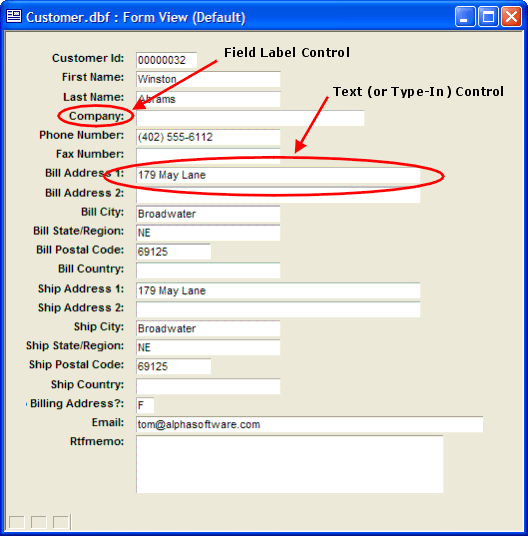 Customer.dbf : Form View (Default)
Customer Id: 00000032
Field Label Control
First Name: Winston
Last Name: Abrams
Text (or Type-In) Control
Company:
Phone Number: (402) 555-6112
Fax Number:
Bill Address 1: 179 May Lane
Bill Address 2:
Bill City: Broadwater
Bill State/Region: NE
Bill Postal Code: 69125
Bill Country:
Ship Address 1: 179 May Lane
Ship Address 2:
Ship City: Broadwater
Ship State/Region: NE
Ship Postal Code: 69125
Ship Country:
Billing Address?: F
Email: tom@alphasoftware.com
Rtfmemo: